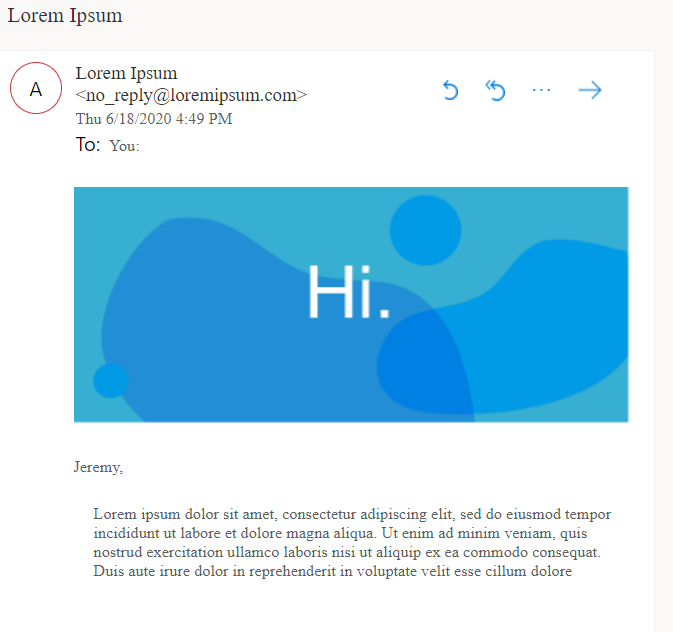 Lorem Ipsum
A
Lorem Ipsum
<no_reply@loremipsum.com>
Thu 6/18/2020 4:49 PM
To: You:
Hi.
Jeremy,
Lorem ipsum dolor sit amet, consectetur adipiscing elit, sed do eiusmod tempor
incididunt ut labore et dolore magna aliqua. Ut enim ad minim veniam, quis
nostrud exercitation ullamco laboris nisi ut aliquip ex ea commodo consequat.
Duis aute irure dolor in reprehenderit in voluptate velit esse cillum dolore